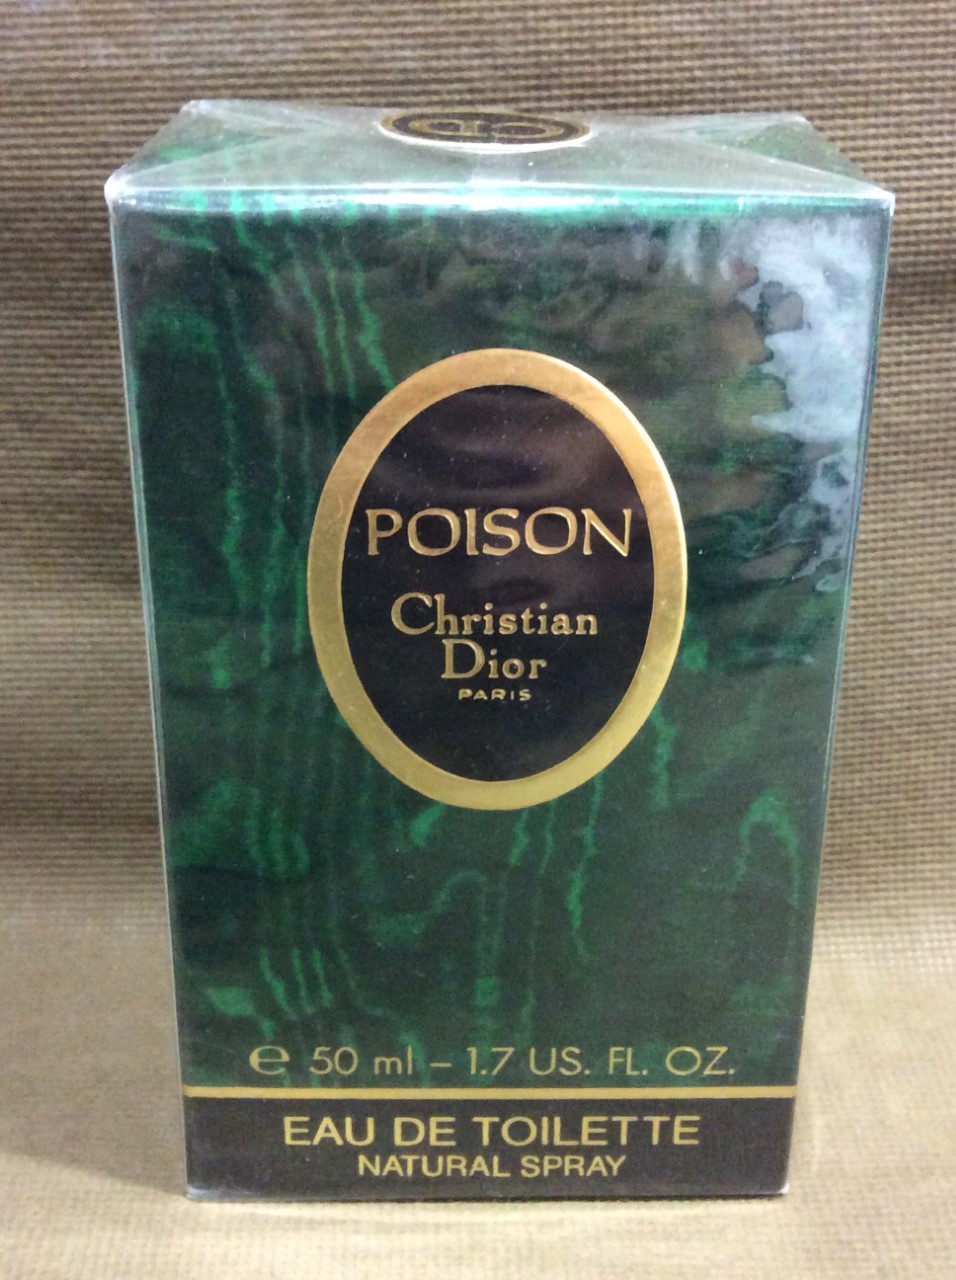 POISON
Christian
Dior
PARIS
e 50 ml – 1.7 US. FL. OZ.
EAU DE TOILETTE
NATURAL SPRAY